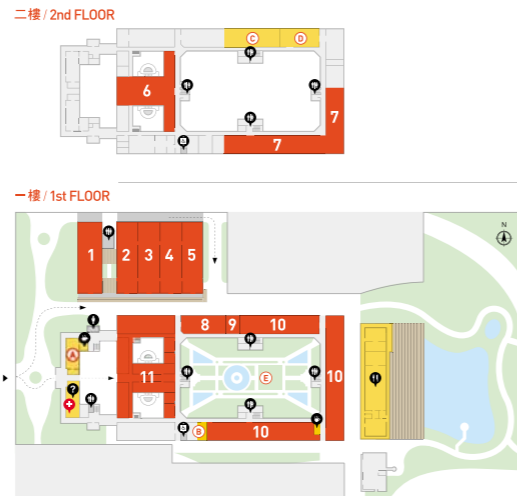 二樓 / 2nd FLOOR
C D
6
7
7
一樓 / 1st FLOOR
N
1 2 3 4 5
8 9 10
A
11
E
10
?
B
10